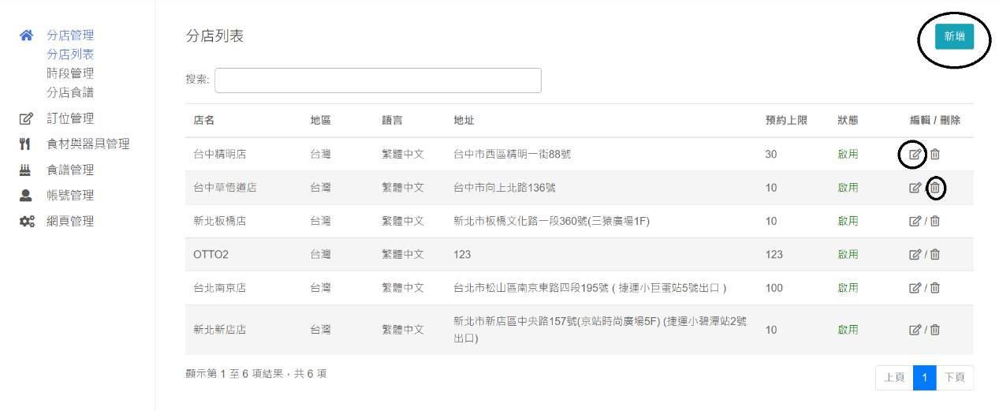 分店管理
分店列表
時段管理
分店食譜
訂位管理
食材與器具管理
食譜管理
帳號管理
網頁管理
分店列表
新增
搜索:
店名 地區 語言 地址 預約上限 狀態 編輯 / 刪除
台中精明店 台灣 繁體中文 台中市西區精明一街88號 30 啟用 /
台中草悟道店 台灣 繁體中文 台中市向上北路136號 10 啟用 /
新北板橋店 台灣 繁體中文 新北市板橋文化路一段360號(三猿廣場1F) 10 啟用 /
OTTO2 台灣 繁體中文 123 123 啟用 /
台北南京店 台灣 繁體中文 台北市松山區南京東路四段195號 ( 捷運小巨蛋站5號出口 ) 100 啟用 /
新北新店店 台灣 繁體中文 新北市新店區中央路157號(京站時尚廣場5F) (捷運小碧潭站2號 10 啟用 /
出口)
顯示第 1 至 6 項結果，共 6 項
上頁 1 下頁